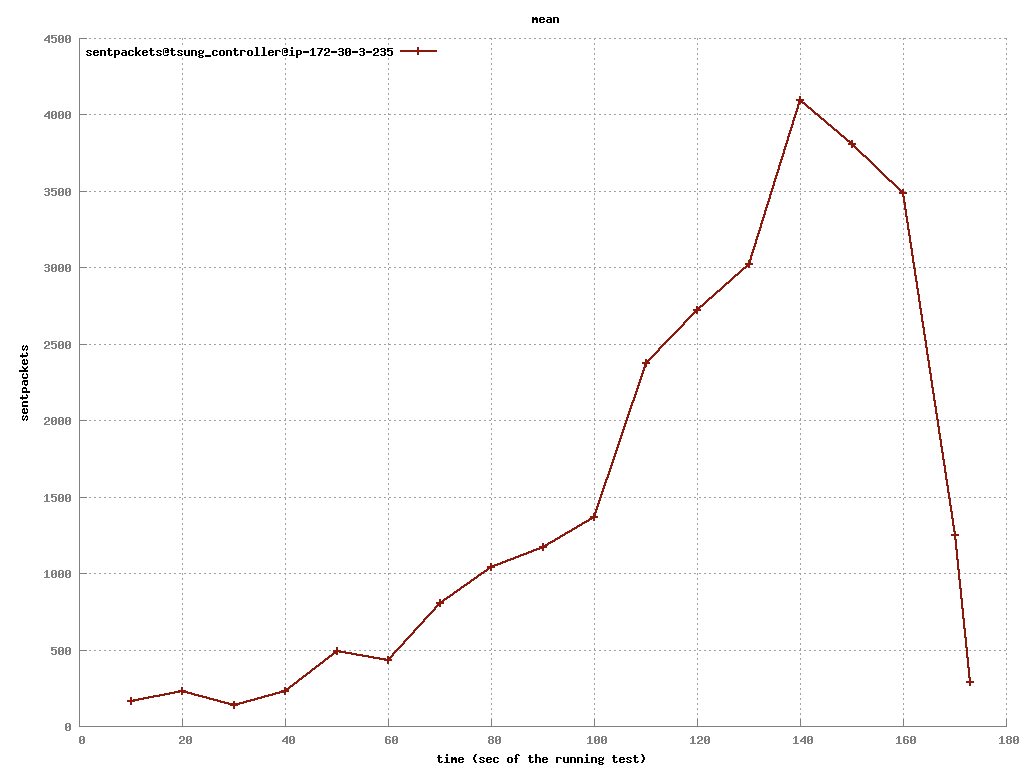 mean
4500
sentpackets@tsung_controller@ip-172-30-3-235
4000
3500
3000
2500
sentpackets
2000
1500
1000
500
0
0 20 40 60 80 100 120 140 160 180
time (sec of the running test)